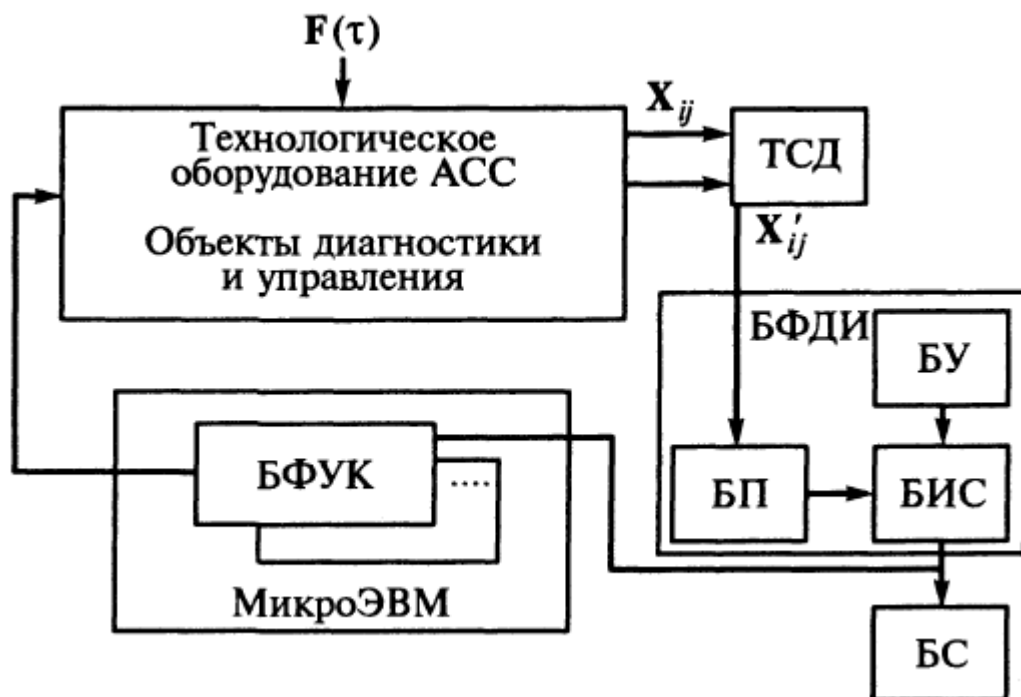 F(τ)
X_ij
Технологическое
оборудование АСС
ТСД
Объекты диагностики
и управления
X'_ij
БФДИ
БУ
БФУК
....
БП
БИС
МикроЭВМ
БС